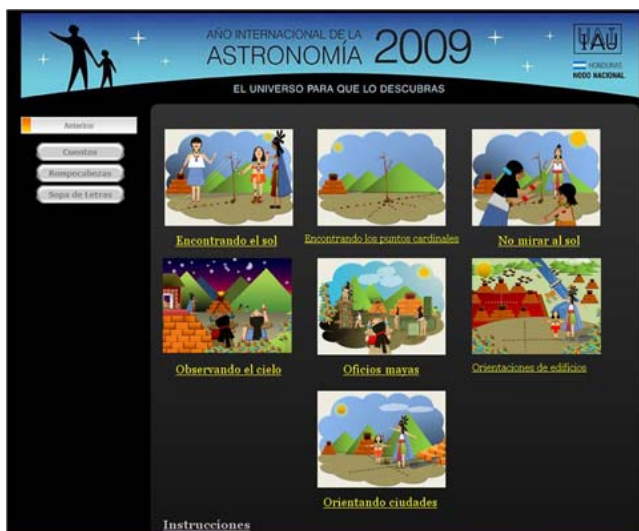 AÑO INTERNACIONAL DE LA
ASTRONOMÍA 2009
EL UNIVERSO PARA QUE LO DESCUBRAS
IAU
HONDURAS
NODO NACIONAL
Anterior
Cuentos
Rompecabezas
Sopa de Letras
Encontrando el sol
Encontrando los puntos cardinales
No mirar al sol
Observando el cielo
Oficios mayas
Orientaciones de edificios
Orientando ciudades
Instrucciones